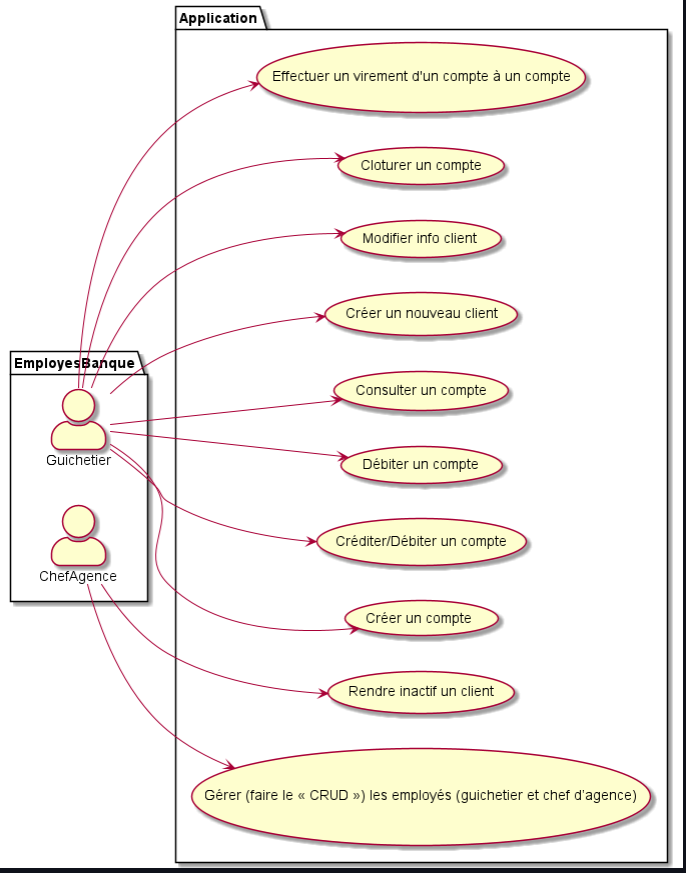 Application
Effectuer un virement d'un compte à un compte
Cloturer un compte
Modifier info client
Créer un nouveau client
EmployesBanque
Consulter un compte
Guichetier
Débiter un compte
Créditer/Débiter un compte
ChefAgence
Créer un compte
Rendre inactif un client
Gérer (faire le « CRUD ») les employés (guichetier et chef d'agence)